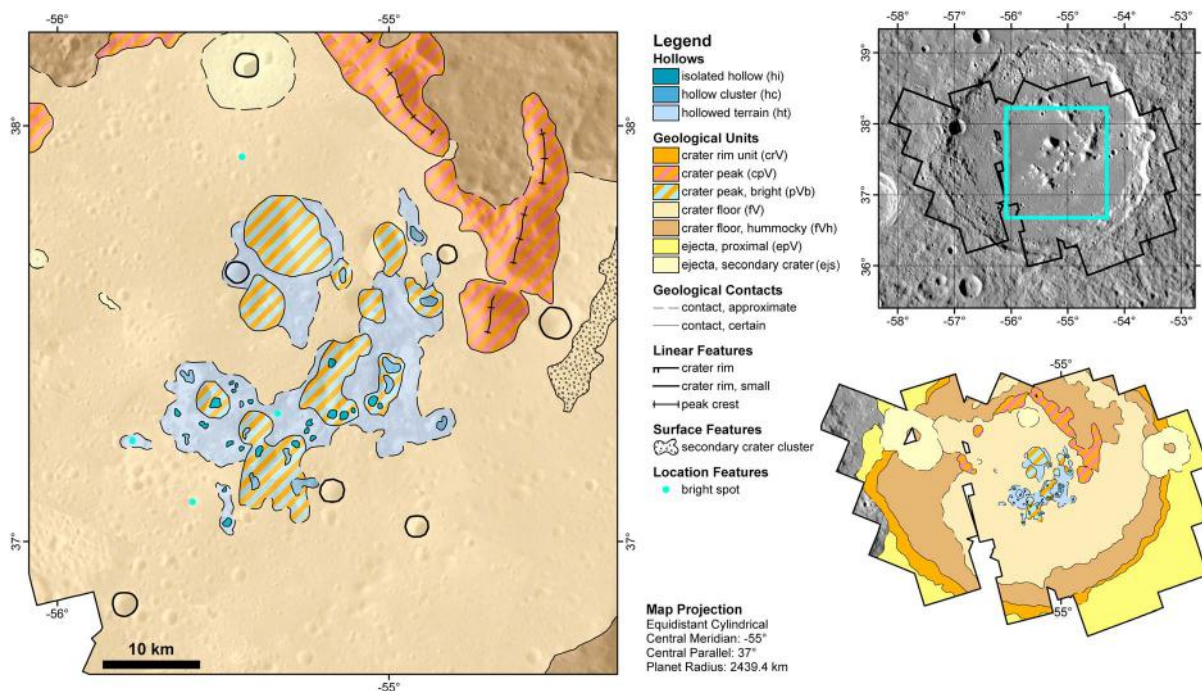 -56°
-55°
38°
38°
37°
37°
-56°
-55°
10 km
Legend
Hollows
isolated hollow (hi)
hollow cluster (hc)
hollowed terrain (ht)
Geological Units
crater rim unit (crV)
crater peak (cpV)
crater peak, bright (pVb)
crater floor (fV)
crater floor, hummocky (fVh)
ejecta, proximal (epV)
ejecta, secondary crater (ejs)
Geological Contacts
contact, approximate
contact, certain
Linear Features
crater rim
crater rim, small
peak crest
Surface Features
secondary crater cluster
Location Features
bright spot
Map Projection
Equidistant Cylindrical
Central Meridian: -55°
Central Parallel: 37°
Planet Radius: 2439.4 km
-58° -57° -56° -55° -54° -53°
39° 39°
38° 38°
37° 37°
36° 36°
-58° -57° -56° -55° -54° -53°
-55°
-55°